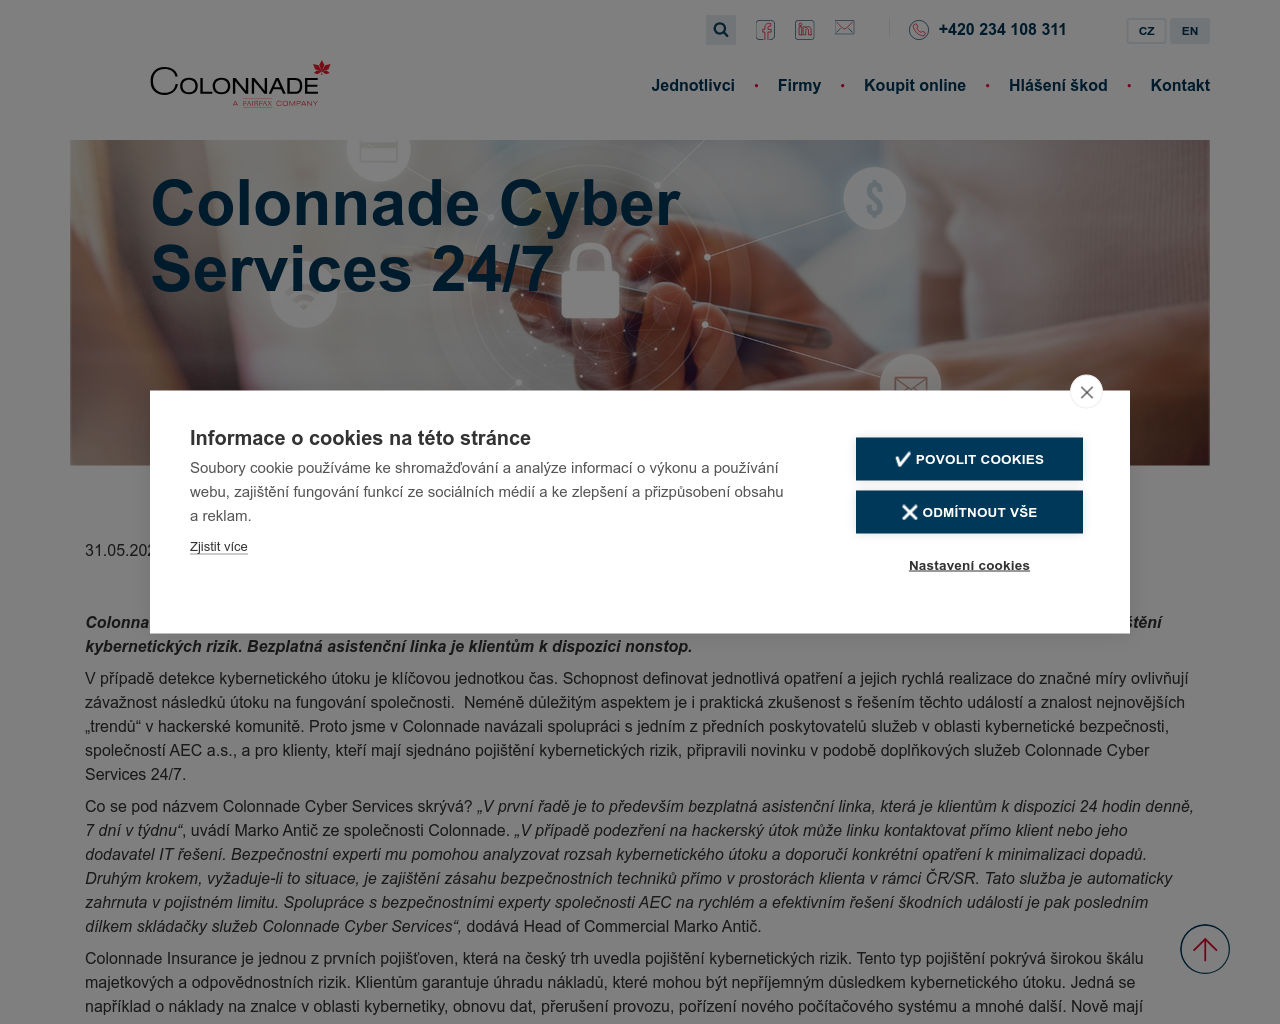 +420 234 108 311
CZ
EN
COLONNADE
A FAIRFAX COMPANY
Jednotlivci • Firmy • Koupit online • Hlášení škod • Kontakt
Colonnade Cyber
Services 24/7
Informace o cookies na této stránce
Soubory cookie používáme ke shromažďování a analýze informací o výkonu a používání
webu, zajištění fungování funkcí ze sociálních médií a ke zlepšení a přizpůsobení obsahu
a reklam.
Zjistit více
✔ POVOLIT COOKIES
✖ ODMÍTNOUT VŠE
Nastavení cookies
kybernetických rizik. Bezplatná asistenční linka je klientům k dispozici nonstop.
V případě detekce kybernetického útoku je klíčovou jednotkou čas. Schopnost definovat jednotlivá opatření a jejich rychlá realizace do značné míry ovlivňují
závažnost následků útoku na fungování společnosti.  Neméně důležitým aspektem je i praktická zkušenost s řešením těchto událostí a znalost nejnovějších
„trendů“ v hackerské komunitě. Proto jsme v Colonnade navázali spolupráci s jedním z předních poskytovatelů služeb v oblasti kybernetické bezpečnosti,
společností AEC a.s., a pro klienty, kteří mají sjednáno pojištění kybernetických rizik, připravili novinku v podobě doplňkových služeb Colonnade Cyber
Services 24/7.
Co se pod názvem Colonnade Cyber Services skrývá? „V první řadě je to především bezplatná asistenční linka, která je klientům k dispozici 24 hodin denně,
7 dní v týdnu“, uvádí Marko Antič ze společnosti Colonnade. „V případě podezření na hackerský útok může linku kontaktovat přímo klient nebo jeho
dodavatel IT řešení. Bezpečnostní experti mu pomohou analyzovat rozsah kybernetického útoku a doporučí konkrétní opatření k minimalizaci dopadů.
Druhým krokem, vyžaduje-li to situace, je zajištění zásahu bezpečnostních techniků přímo v prostorách klienta v rámci ČR/SR. Tato služba je automaticky
zahrnuta v pojistném limitu. Spolupráce s bezpečnostními experty společnosti AEC na rychlém a efektivním řešení škodních událostí je pak posledním
dílkem skládačky služeb Colonnade Cyber Services“, dodává Head of Commercial Marko Antič.
Colonnade Insurance je jednou z prvních pojišťoven, která na český trh uvedla pojištění kybernetických rizik. Tento typ pojištění pokrývá širokou škálu
majetkových a odpovědnostních rizik. Klientům garantuje úhradu nákladů, které mohou být nepříjemným důsledkem kybernetického útoku. Jedná se
například o náklady na znalce v oblasti kybernetiky, obnovu dat, přerušení provozu, pořízení nového počítačového systému a mnohé další. Nově mají